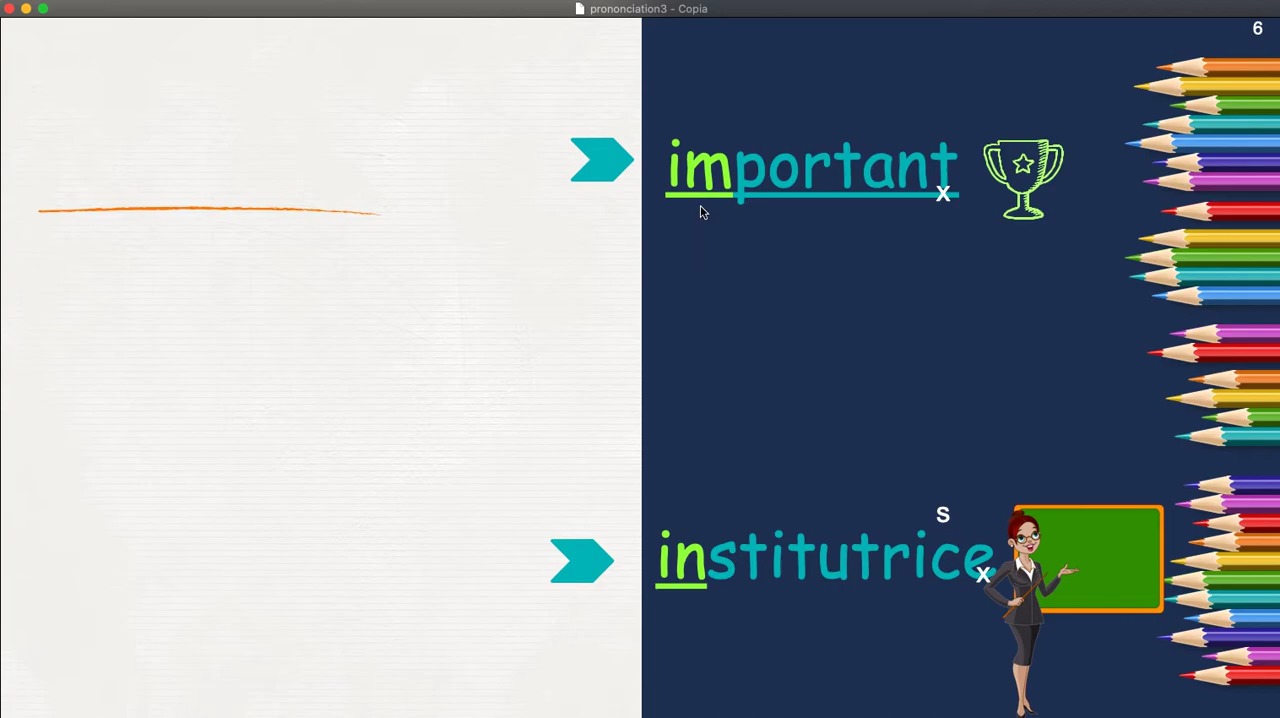 prononciation3 - Copia
6
important
x
s
institutrice
x